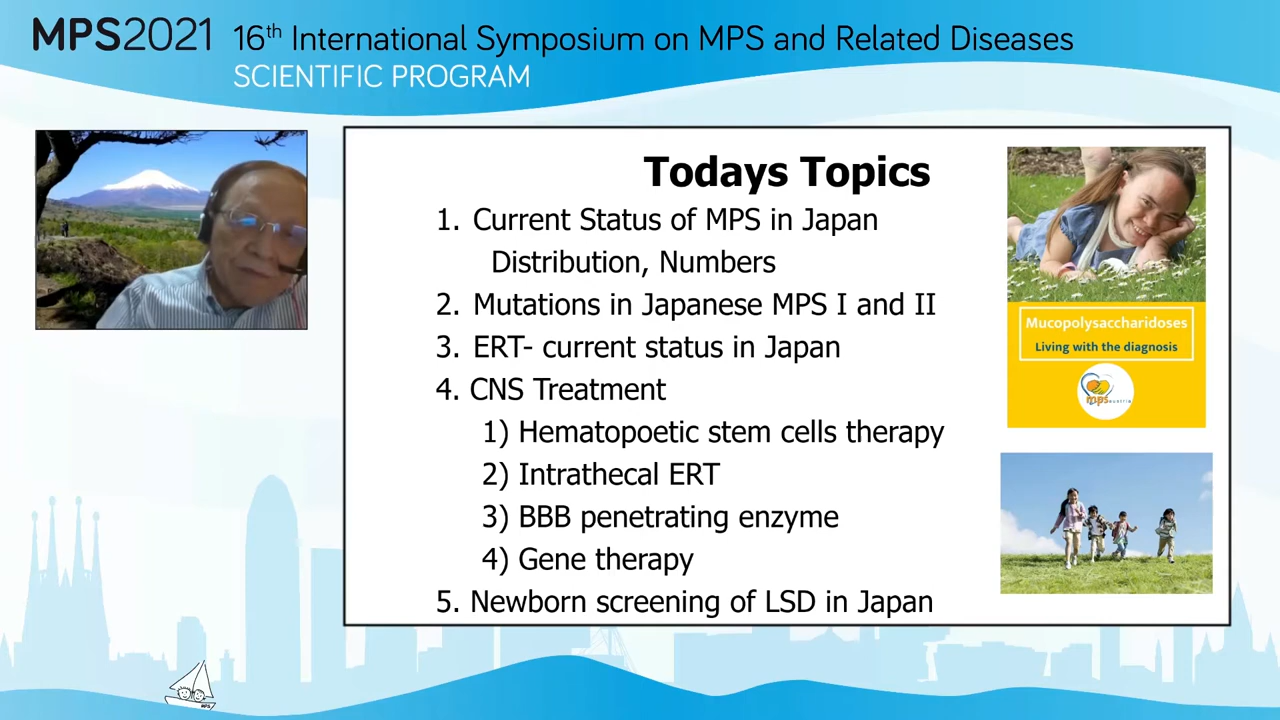 MPS2021 16th International Symposium on MPS and Related Diseases
SCIENTIFIC PROGRAM
Todays Topics
1. Current Status of MPS in Japan
Distribution, Numbers
2. Mutations in Japanese MPS I and II
3. ERT- current status in Japan
4. CNS Treatment
1) Hematopoetic stem cells therapy
2) Intrathecal ERT
3) BBB penetrating enzyme
4) Gene therapy
5. Newborn screening of LSD in Japan
Mucopolysaccharidoses
Living with the diagnosis
mps austria
MPS